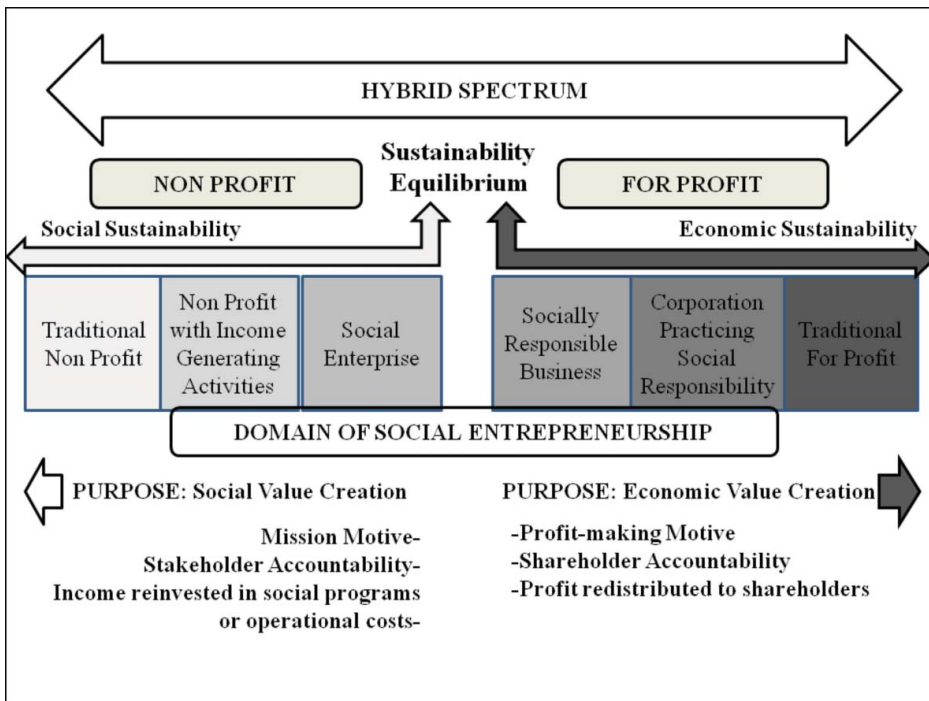 HYBRID SPECTRUM
Sustainability
Equilibrium
NON PROFIT
FOR PROFIT
Social Sustainability
Economic Sustainability
Traditional
Non Profit
Non Profit
with Income
Generating
Activities
Social
Enterprise
Socially
Responsible
Business
Corporation
Practicing
Social
Responsibility
Traditional
For Profit
DOMAIN OF SOCIAL ENTREPRENEURSHIP
PURPOSE: Social Value Creation
Mission Motive-
Stakeholder Accountability-
Income reinvested in social programs
or operational costs-
PURPOSE: Economic Value Creation
-Profit-making Motive
-Shareholder Accountability
-Profit redistributed to shareholders